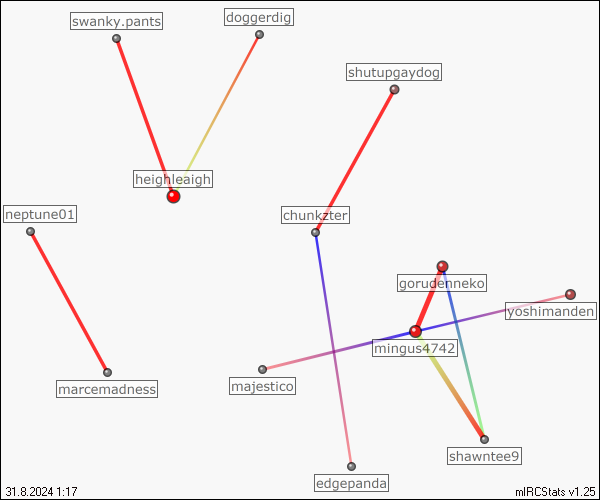 swanky.pants
doggerdig
shutupgaydog
heighleaigh
neptune01
chunkzter
gorudenneko
yoshimanden
mingus4742
marcemadness
majestico
shawntee9
edgepanda
31.8.2024 1:17
mIRCStats v1.25